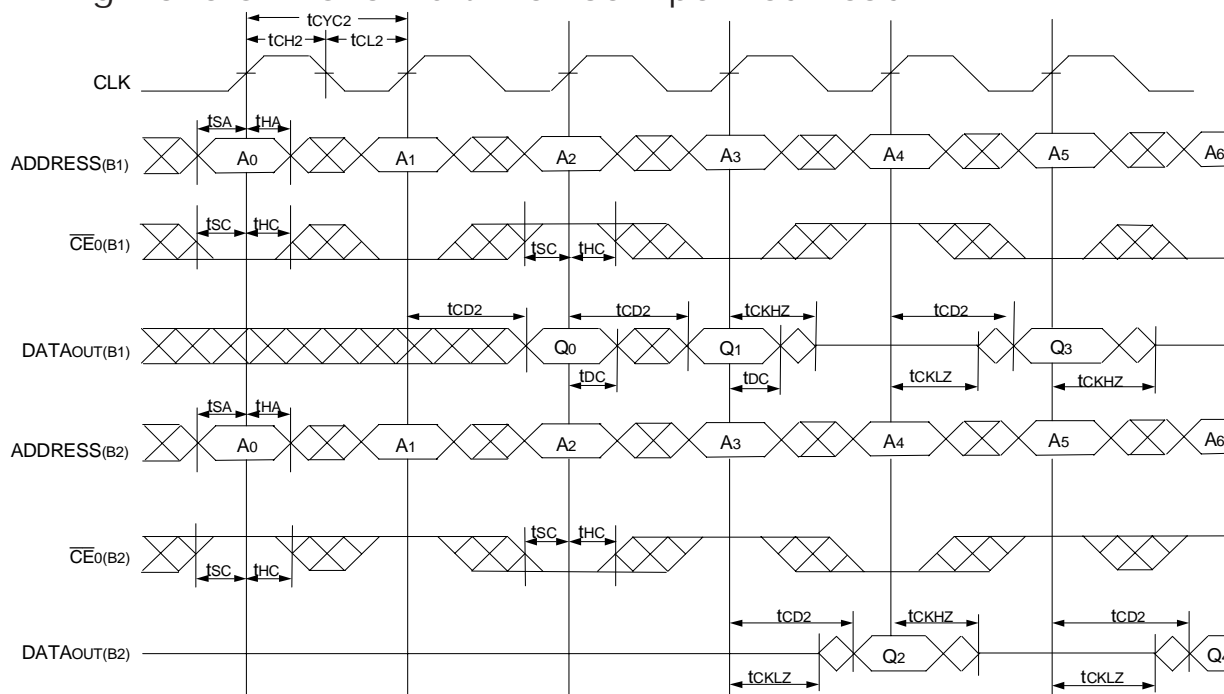 tCYC2
tCH2 tCL2
CLK
tSA tHA
ADDRESS(B1) A0 A1 A2 A3 A4 A5 A6
tSC tHC
CE0(B1) tSC tHC
tCD2 tCD2 tCKHZ tCD2
DATAOUT(B1) Q0 Q1 Q3
tDC tDC tCKLZ tCKHZ
tSA tHA
ADDRESS(B2) A0 A1 A2 A3 A4 A5 A6
tSC tHC
CE0(B2)
tSC tHC
tCD2 tCKHZ tCD2
DATAOUT(B2) Q2
tCKLZ tCKLZ